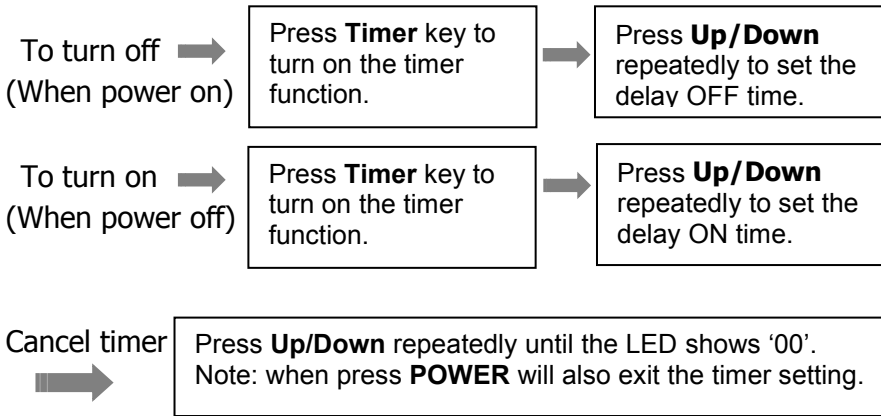 To turn off
(When power on)
Press Timer key to
turn on the timer
function.
Press Up/Down
repeatedly to set the
delay OFF time.
To turn on
(When power off)
Press Timer key to
turn on the timer
function.
Press Up/Down
repeatedly to set the
delay ON time.
Cancel timer
Press Up/Down repeatedly until the LED shows ‘00’.
Note: when press POWER will also exit the timer setting.